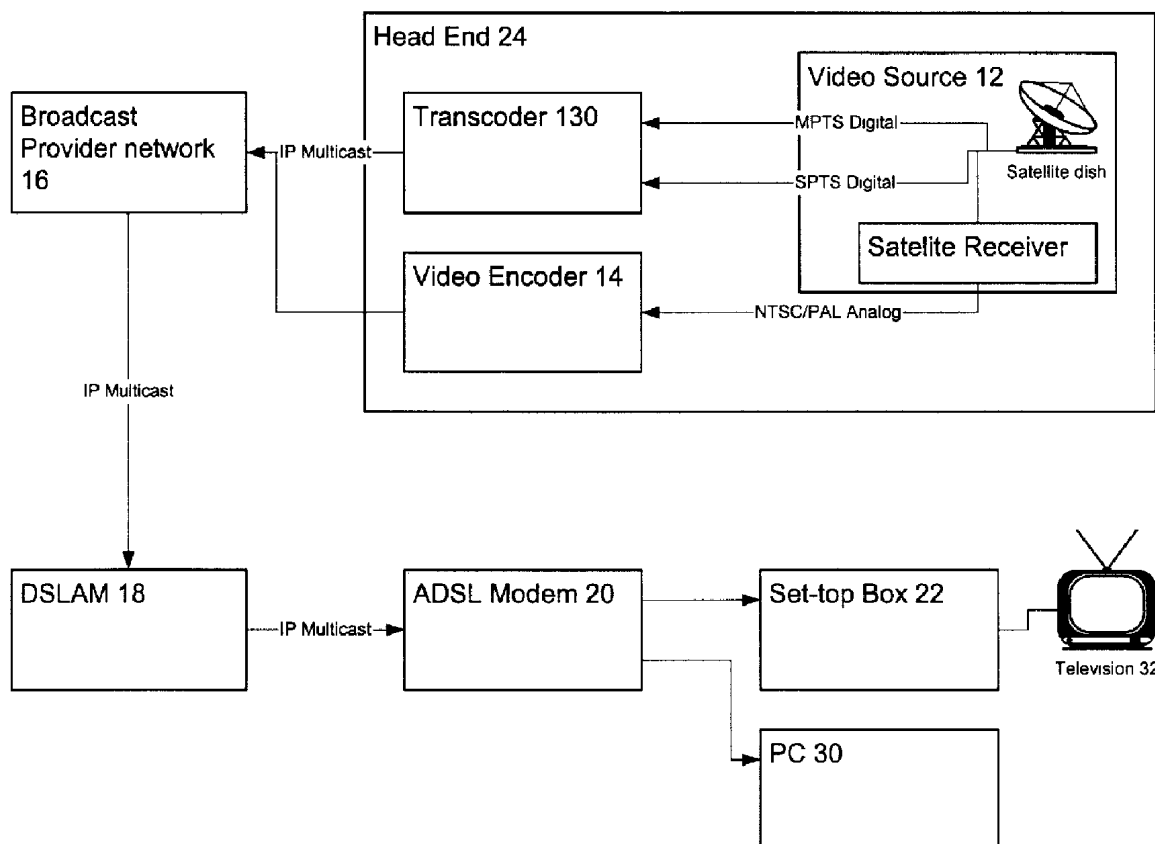 Head End 24
Video Source 12
Broadcast
Provider network
16
Transcoder 130
MPTS Digital
IP Multicast
SPTS Digital
Satellite dish
Satelite Receiver
Video Encoder 14
NTSC/PAL Analog
IP Multicast
DSLAM 18
ADSL Modem 20
Set-top Box 22
IP Multicast
Television 32
PC 30